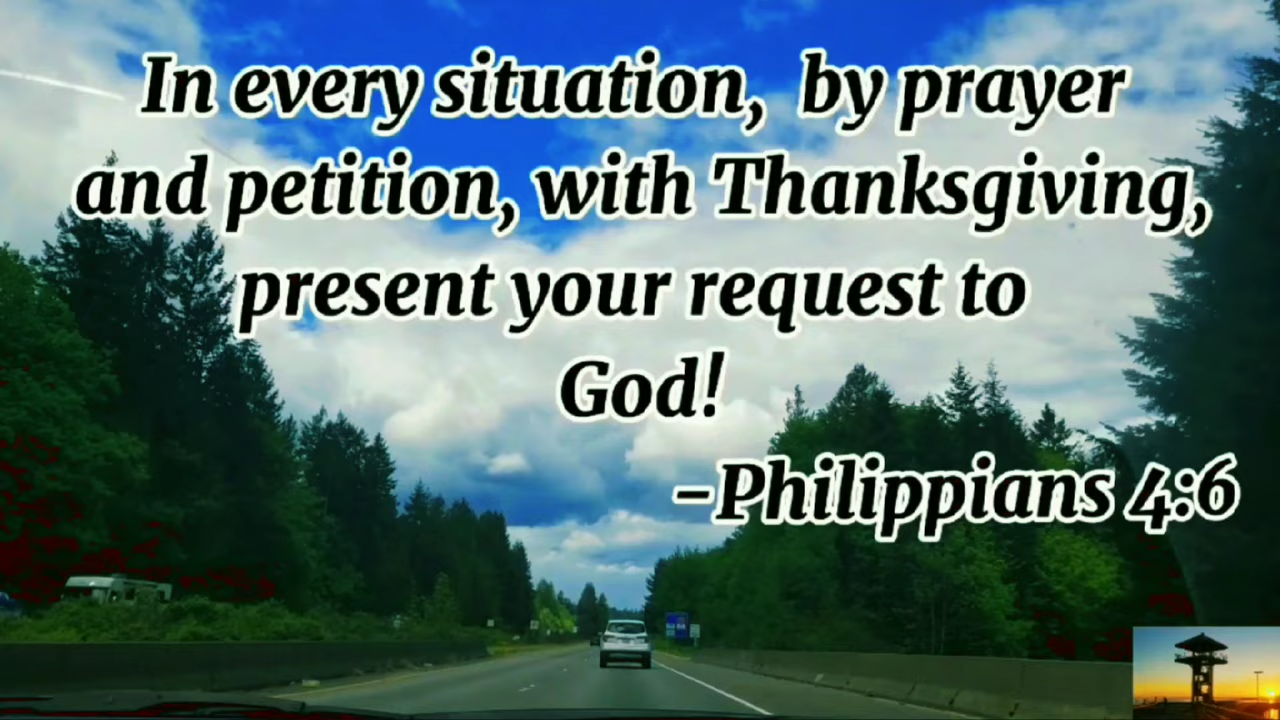 In every situation, by prayer
and petition, with Thanksgiving,
present your request to
God!
-Philippians 4:6